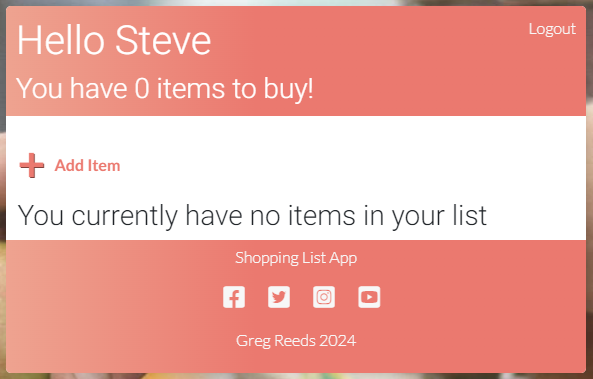 Hello Steve
Logout
You have 0 items to buy!
Add Item
You currently have no items in your list
Shopping List App
Greg Reeds 2024